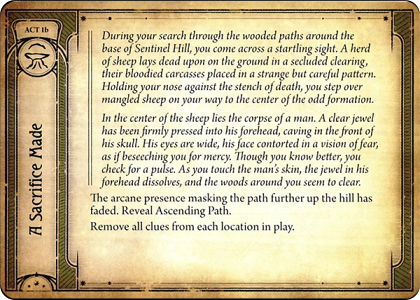 ACT 1b
A Sacrifice Made
During your search through the wooded paths around the
base of Sentinel Hill, you come across a startling sight. A herd
of sheep lays dead upon on the ground in a secluded clearing,
their bloodied carcasses placed in a strange but careful pattern.
Holding your nose against the stench of death, you step over
mangled sheep on your way to the center of the odd formation.
In the center of the sheep lies the corpse of a man. A clear jewel
has been firmly pressed into his forehead, caving in the front of
his skull. His eyes are wide, his face contorted in a vision of fear,
as if beseeching you for mercy. Though you know better, you
check for a pulse. As you touch the man's skin, the jewel in his
forehead dissolves, and the woods around you seem to clear.
The arcane presence masking the path further up the hill has
faded. Reveal Ascending Path.
Remove all clues from each location in play.